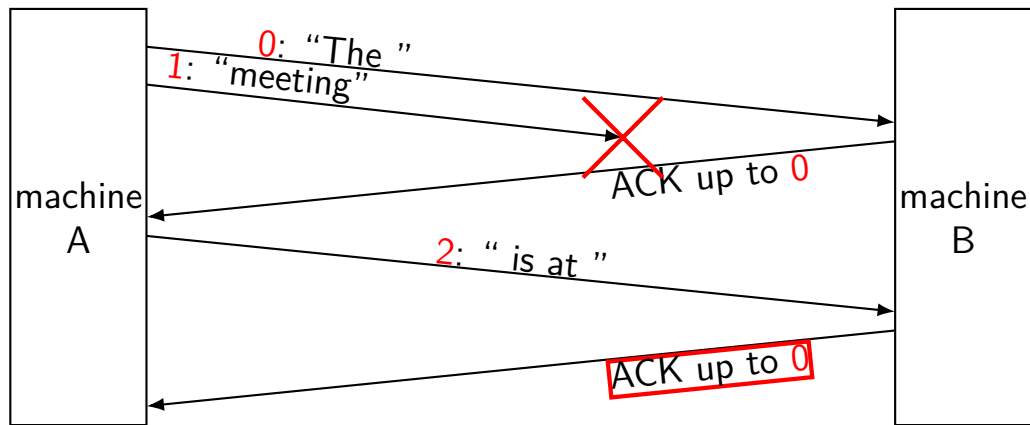 0: “The ”
1: “meeting”
ACK up to 0
machine
A
machine
B
2: “ is at ”
ACK up to 0